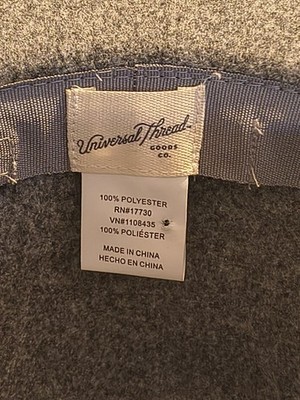 Universal Thread
GOODS
CO.
100% POLYESTER
RN#17730
VN#1108435
100% POLIÉSTER
MADE IN CHINA
HECHO EN CHINA